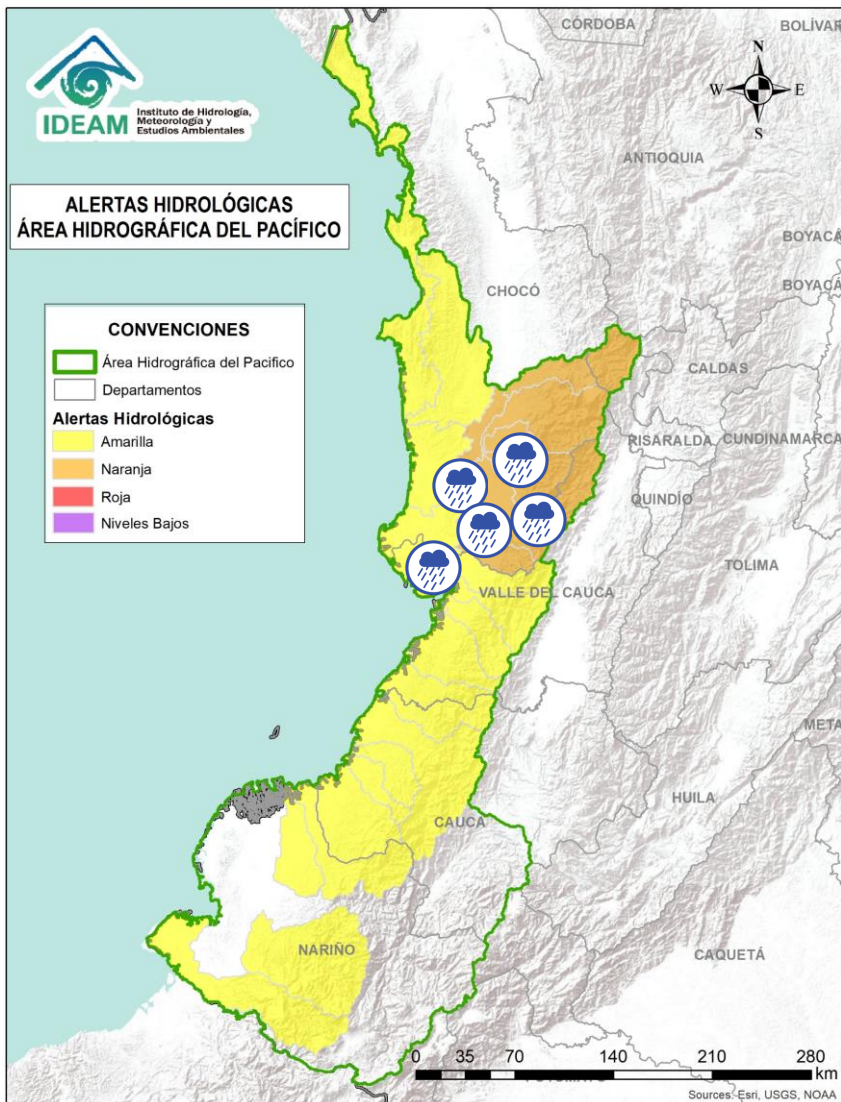 CÓRDOBA
BOLÍVAR
N
W
E
S
IDEAM
Instituto de Hidrología,
Meteorología y
Estudios Ambientales
ANTIOQUIA
ALERTAS HIDROLÓGICAS
ÁREA HIDROGRÁFICA DEL PACÍFICO
BOYACÁ
BOYACÁ
CHOCÓ
CONVENCIONES
Área Hidrográfica del Pacifico
Departamentos
Alertas Hidrológicas
Amarilla
Naranja
Roja
Niveles Bajos
CALDAS
RISARALDA
CUNDINAMARCA
QUINDÍO
TOLIMA
VALLE DEL CAUCA
META
HUILA
CAUCA
NARIÑO
CAQUETÁ
0 35 70 140 210 280
km
Sources: Esri, USGS, NOAA